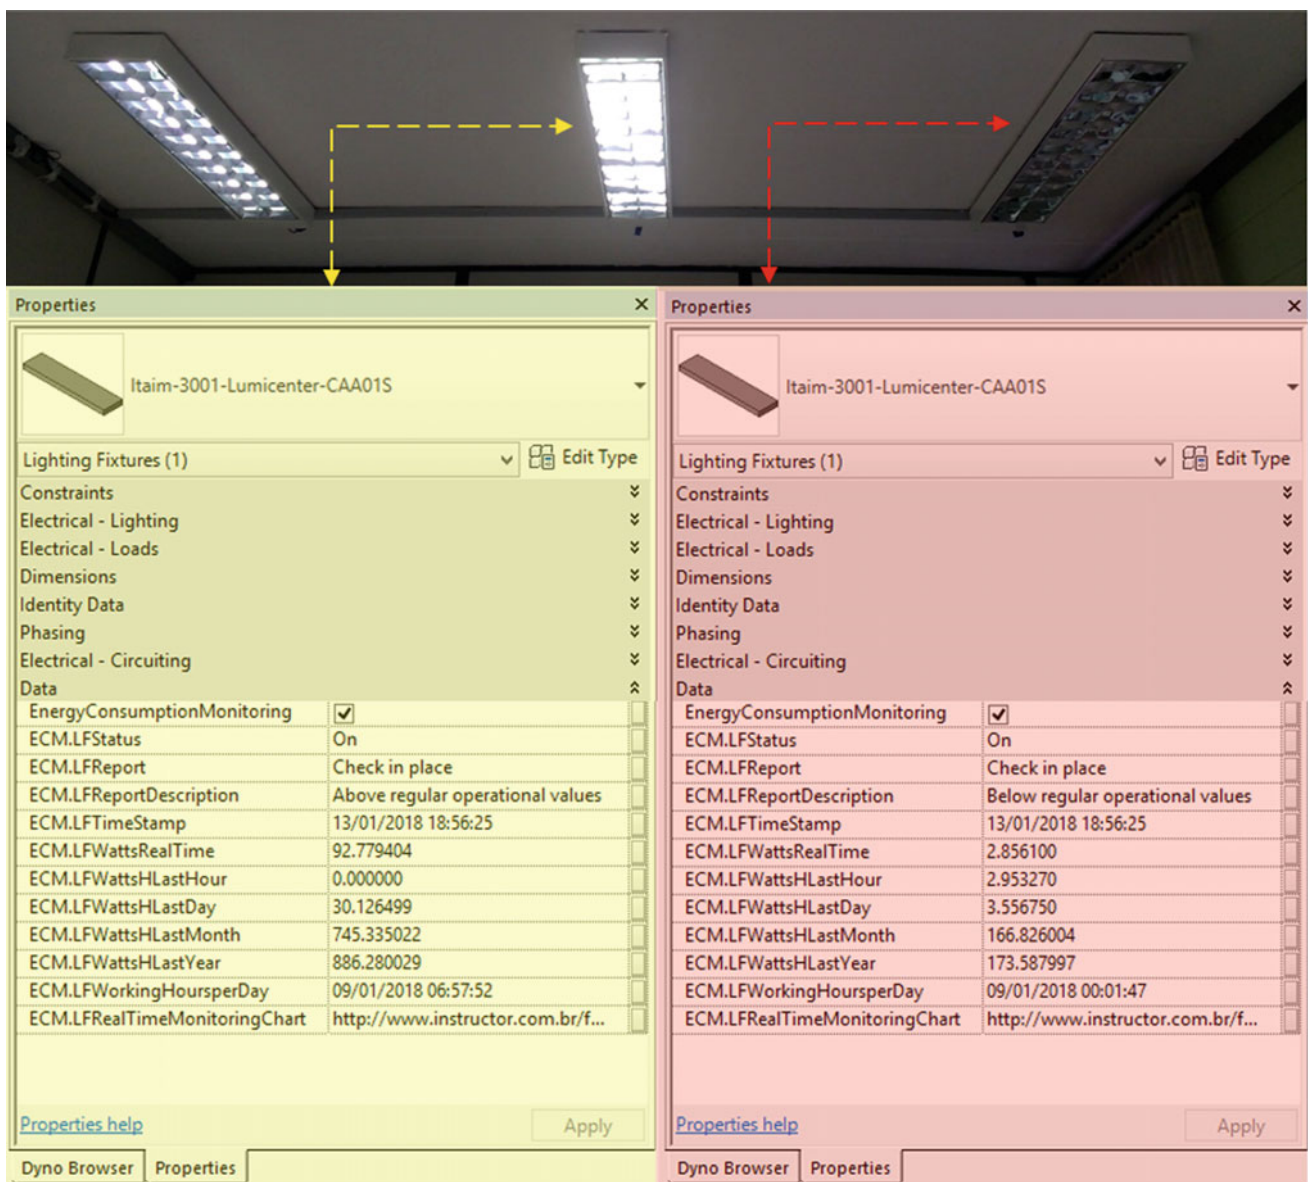 Properties
Itaim-3001-Lumicenter-CAA01S
Lighting Fixtures (1) Edit Type
Constraints
Electrical - Lighting
Electrical - Loads
Dimensions
Identity Data
Phasing
Electrical - Circuiting
Data
EnergyConsumptionMonitoring
ECM.LFStatus On
ECM.LFReport Check in place
ECM.LFReportDescription Above regular operational values
ECM.LFTimeStamp 13/01/2018 18:56:25
ECM.LFWattsRealTime 92.779404
ECM.LFWattsHLastHour 0.000000
ECM.LFWattsHLastDay 30.126499
ECM.LFWattsHLastMonth 745.335022
ECM.LFWattsHLastYear 886.280029
ECM.LFWorkingHoursperDay 09/01/2018 06:57:52
ECM.LFRealTimeMonitoringChart http://www.instructor.com.br/f...
Properties help Apply
Dyno Browser Properties
Properties
Itaim-3001-Lumicenter-CAA01S
Lighting Fixtures (1) Edit Type
Constraints
Electrical - Lighting
Electrical - Loads
Dimensions
Identity Data
Phasing
Electrical - Circuiting
Data
EnergyConsumptionMonitoring
ECM.LFStatus On
ECM.LFReport Check in place
ECM.LFReportDescription Below regular operational values
ECM.LFTimeStamp 13/01/2018 18:56:25
ECM.LFWattsRealTime 2.856100
ECM.LFWattsHLastHour 2.953270
ECM.LFWattsHLastDay 3.556750
ECM.LFWattsHLastMonth 166.826004
ECM.LFWattsHLastYear 173.587997
ECM.LFWorkingHoursperDay 09/01/2018 00:01:47
ECM.LFRealTimeMonitoringChart http://www.instructor.com.br/f...
Properties help Apply
Dyno Browser Properties